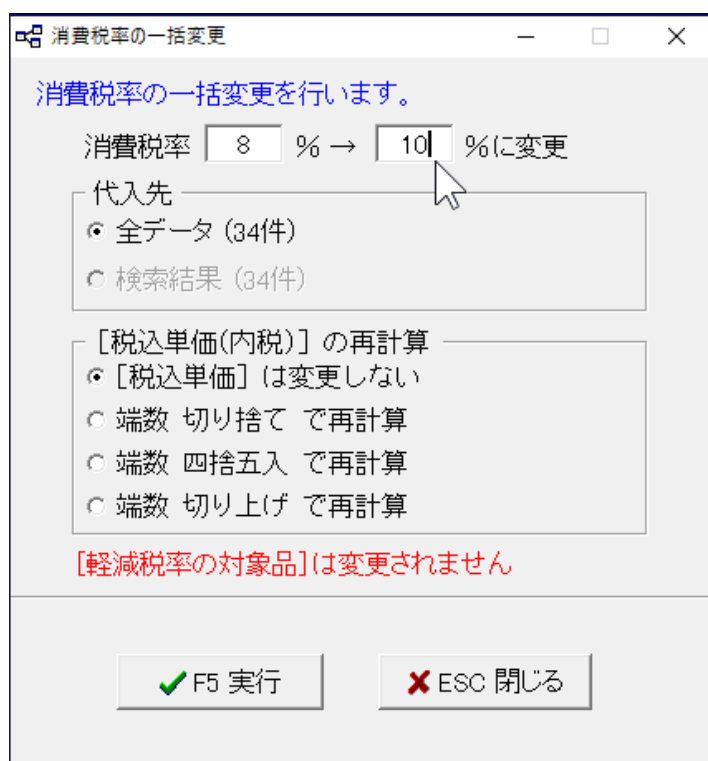 消費税率の一括変更
消費税率の一括変更を行います。
消費税率 8 % → 10 %に変更
代入先
全データ (34件)
検索結果 (34件)
[税込単価(内税)] の再計算
[税込単価] は変更しない
端数 切り捨て で再計算
端数 四捨五入 で再計算
端数 切り上げ で再計算
[軽減税率の対象品]は変更されません
F5 実行
ESC 閉じる